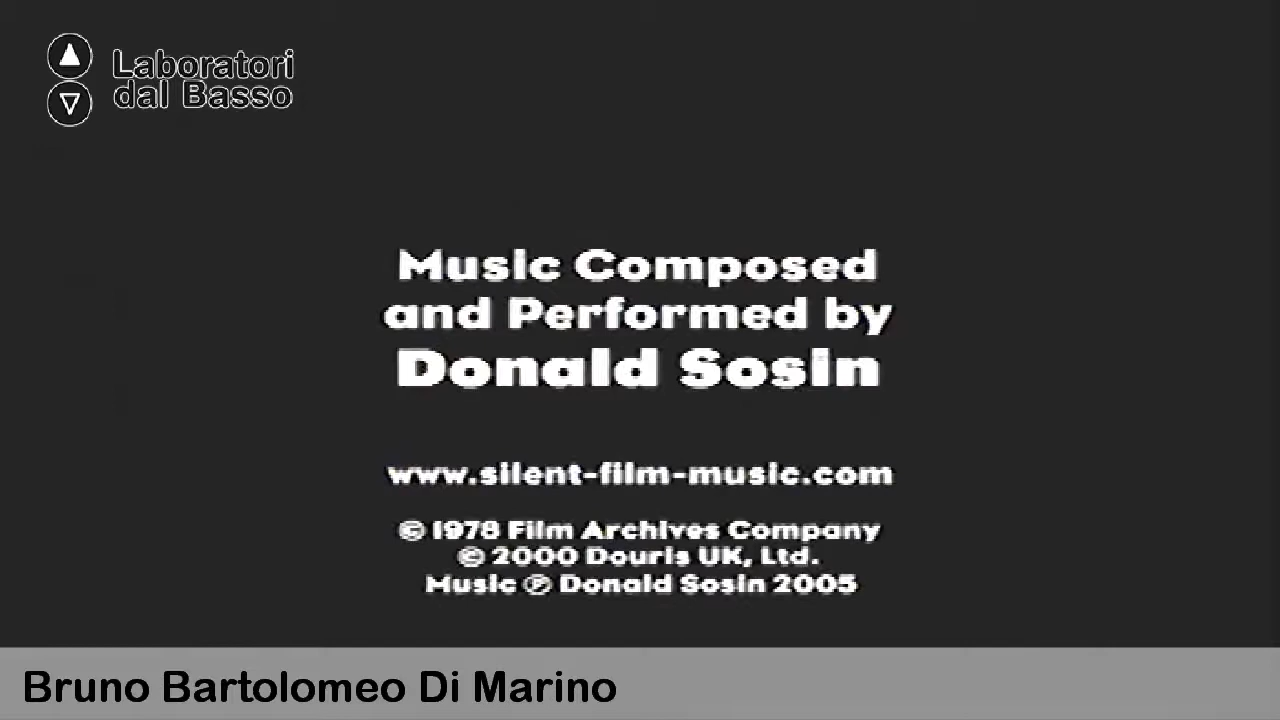 Laboratori
dal Basso
Music Composed
and Performed by
Donald Sosin
www.silent-film-music.com
© 1978 Film Archives Company
© 2000 Douris UK, Ltd.
Music ℗ Donald Sosin 2005
Bruno Bartolomeo Di Marino